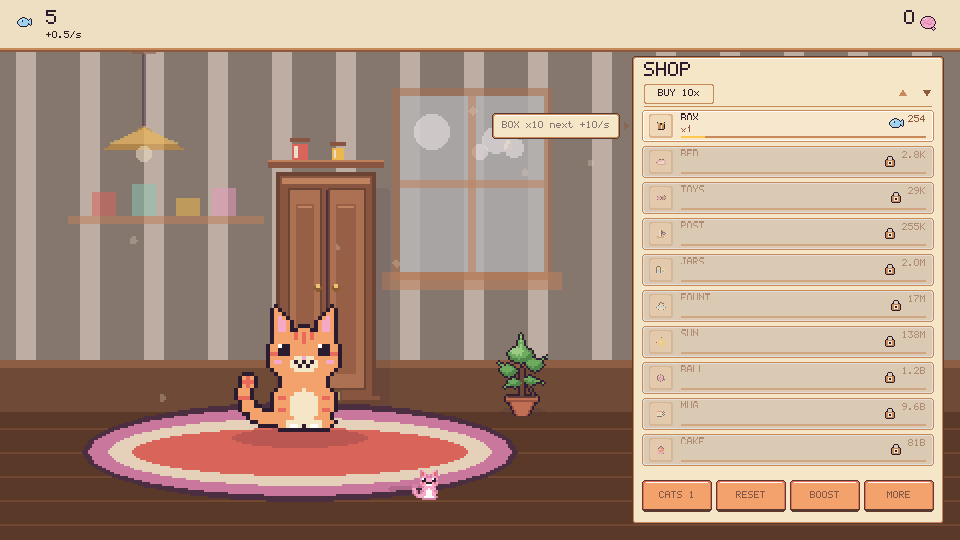 5
+0.5/s
0
SHOP
BUY 10x
BOX x10 next +10/s
BOX 254
x1
BED 2.8K
TOYS 29K
POST 255K
JARS 2.0M
FOUNT 17M
SUN 138M
BALL 1.2B
MUG 9.6B
CAKE 81B
CATS 1
RESET
BOOST
MORE